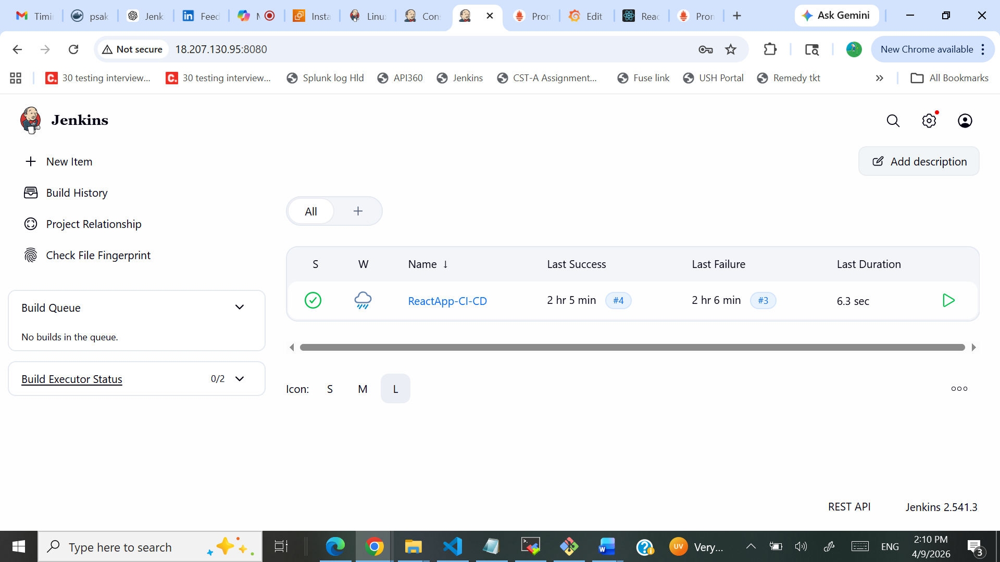 Timi
psak
Jenk
Feed
Insta
Linu
Con
Pron
Edit
Reac
Pron
Ask Gemini
Not secure
18.207.130.95:8080
New Chrome available
30 testing interview...
30 testing interview...
Splunk log Hld
API360
Jenkins
CST-A Assignment...
Fuse link
USH Portal
Remedy tkt
All Bookmarks
Jenkins
New Item
Add description
Build History
Project Relationship
Check File Fingerprint
All
S W Name ↓ Last Success Last Failure Last Duration
ReactApp-CI-CD 2 hr 5 min #4 2 hr 6 min #3 6.3 sec
Build Queue
No builds in the queue.
Build Executor Status 0/2
Icon: S M L
REST API Jenkins 2.541.3
Type here to search
UV Very...
ENG
2:10 PM
4/9/2026
3